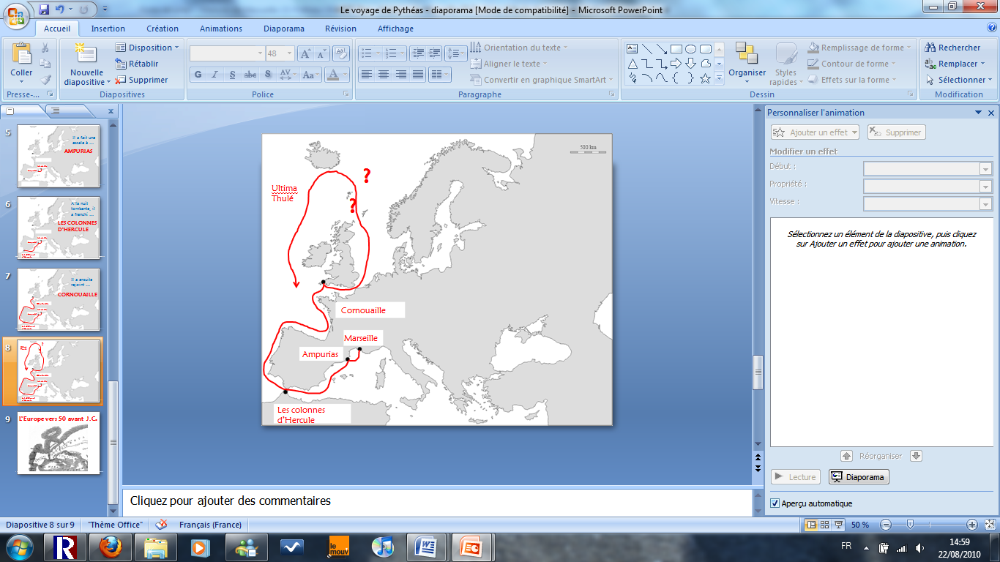 Le voyage de Pythéas - diaporama [Mode de compatibilité] - Microsoft PowerPoint
Accueil Insertion Création Animations Diaporama Révision Affichage
Coller
Presse-...
Nouvelle diapositive
Disposition
Rétablir
Supprimer
Diapositives
48
G I S abc S AV Aa A
Police
Orientation du texte
Aligner le texte
Convertir en graphique SmartArt
Paragraphe
Organiser
Styles rapides
Remplissage de forme
Contour de forme
Effets sur la forme
Dessin
Rechercher
Remplacer
Sélectionner
Modification
5
Il a fait une
escale à ...
AMPURIAS
6
A la nuit
tombante, il
a franchi ...
LES COLONNES
D'HERCULE
7
Il a ensuite
rejoint ...
CORNOUAILLE
8
9
L'Europe vers 50 avant J.C.
500 km
?
Ultima
Thulé
?
Cornouaille
Marseille
Ampurias
Les colonnes
d'Hercule
Cliquez pour ajouter des commentaires
Personnaliser l'animation
Ajouter un effet
Supprimer
Modifier un effet
Début :
Propriété :
Vitesse :
Sélectionnez un élément de la diapositive, puis cliquez
sur Ajouter un effet pour ajouter une animation.
Réorganiser
Lecture
Diaporama
Aperçu automatique
Diapositive 8 sur 9 "Thème Office" Français (France) 50 %
R
le mouv
W
FR
14:59
22/08/2010